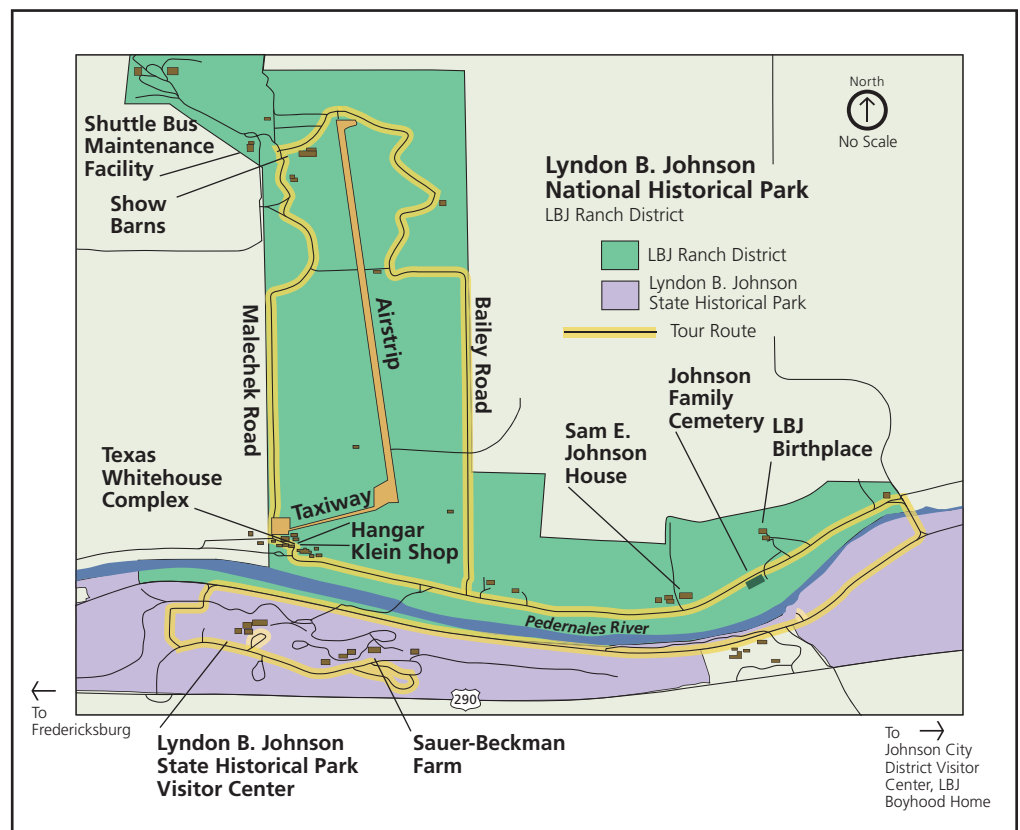 North
No Scale
Lyndon B. Johnson
National Historical Park
LBJ Ranch District
LBJ Ranch District
Lyndon B. Johnson
State Historical Park
Tour Route
Shuttle Bus
Maintenance
Facility
Show
Barns
Malechek Road
Airstrip
Bailey Road
Johnson
Family
Cemetery
LBJ
Birthplace
Sam E.
Johnson
House
Texas
Whitehouse
Complex
Taxiway
Hangar
Klein Shop
Pedernales River
290
To
Fredericksburg
Lyndon B. Johnson
State Historical Park
Visitor Center
Sauer-Beckman
Farm
To
Johnson City
District Visitor
Center, LBJ
Boyhood Home